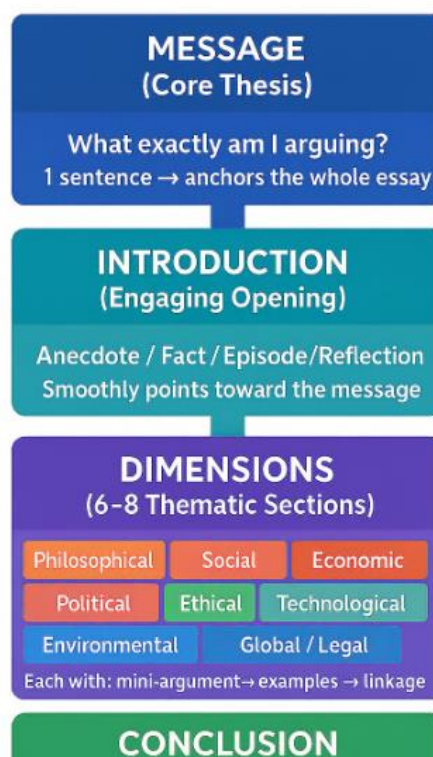 MESSAGE
(Core Thesis)
What exactly am I arguing?
1 sentence → anchors the whole essay
INTRODUCTION
(Engaging Opening)
Anecdote / Fact / Episode/Reflection
Smoothly points toward the message
DIMENSIONS
(6-8 Thematic Sections)
Philosophical Social Economic
Political Ethical Technological
Environmental Global / Legal
Each with: mini-argument→ examples → linkage
CONCLUSION